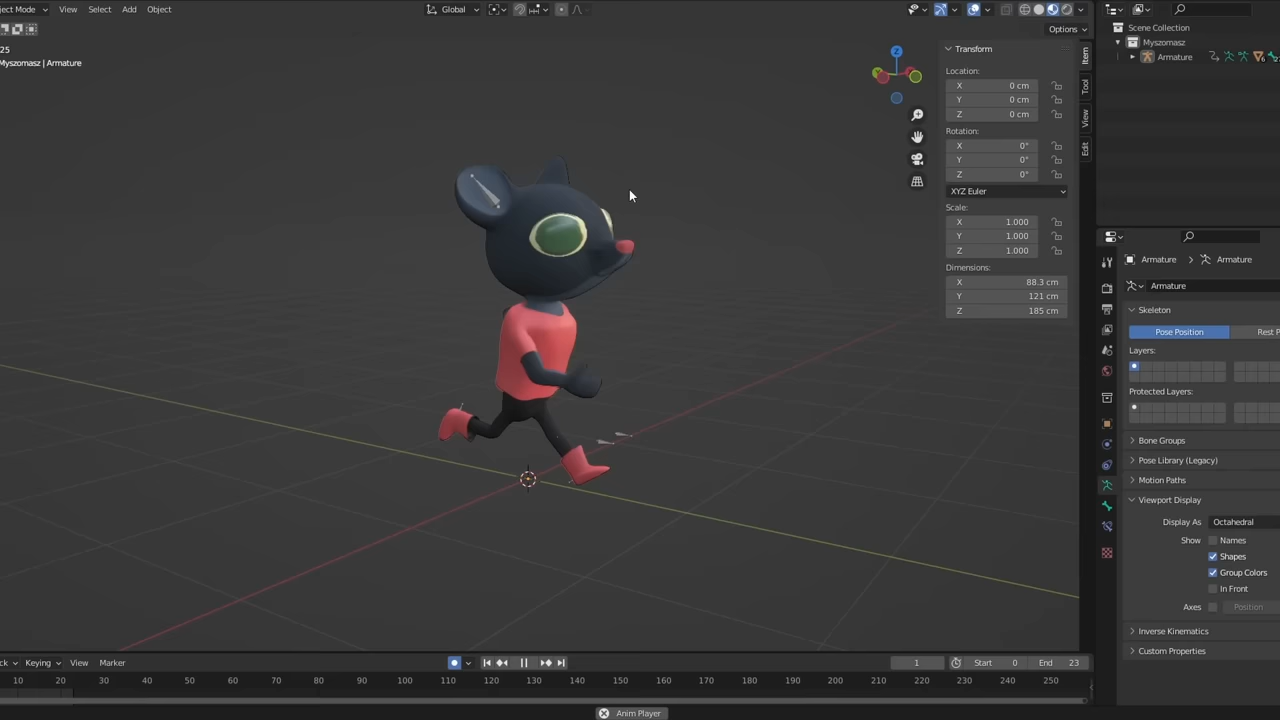 ject Mode View Select Add Object Global
Options
25
Myszomasz | Armature
Transform
Location:
X 0 cm
Y 0 cm
Z 0 cm
Rotation:
X 0°
Y 0°
Z 0°
XYZ Euler
Scale:
X 1.000
Y 1.000
Z 1.000
Dimensions:
X 88.3 cm
Y 121 cm
Z 185 cm
Item
Tool
View
Edit
Z
Y
Scene Collection
Myszomasz
Armature
Armature > Armature
Armature
Skeleton
Pose Position Rest P
Layers:
Protected Layers:
Bone Groups
Pose Library (Legacy)
Motion Paths
Viewport Display
Display As Octahedral
Show Names
Shapes
Group Colors
In Front
Axes Position
Inverse Kinematics
Custom Properties
ck Keying View Marker
1 Start 0 End 23
10 20 30 40 50 60 70 80 90 100 110 120 130 140 150 160 170 180 190 200 210 220 230 240 250
Anim Player